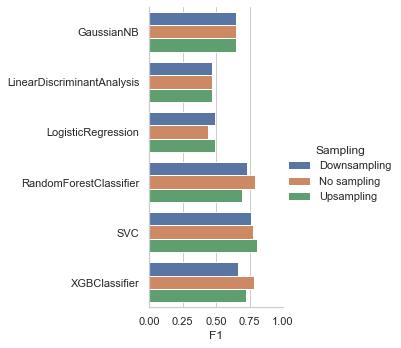 GaussianNB
LinearDiscriminantAnalysis
LogisticRegression
RandomForestClassifier
SVC
XGBClassifier
0.00 0.25 0.50 0.75 1.00
F1
Sampling
Downsampling
No sampling
Upsampling